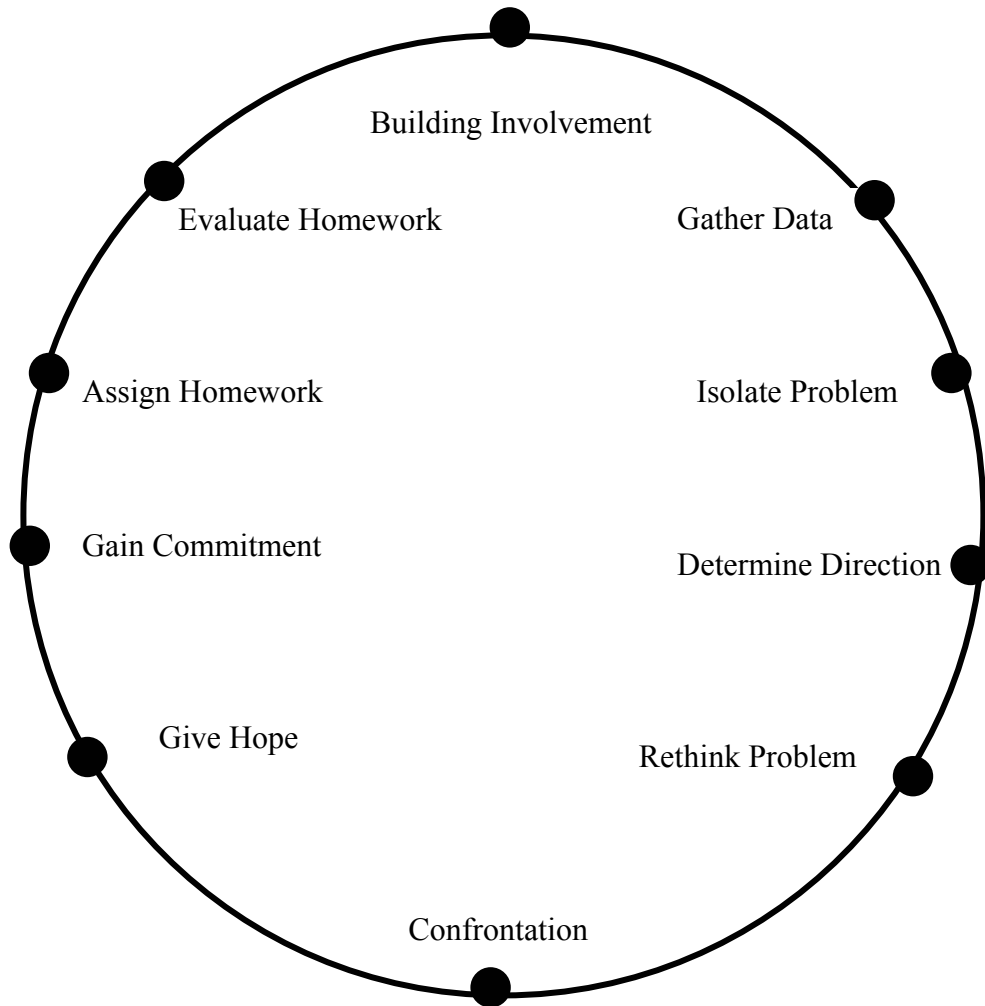 Building Involvement
Evaluate Homework
Gather Data
Assign Homework
Isolate Problem
Gain Commitment
Determine Direction
Give Hope
Rethink Problem
Confrontation